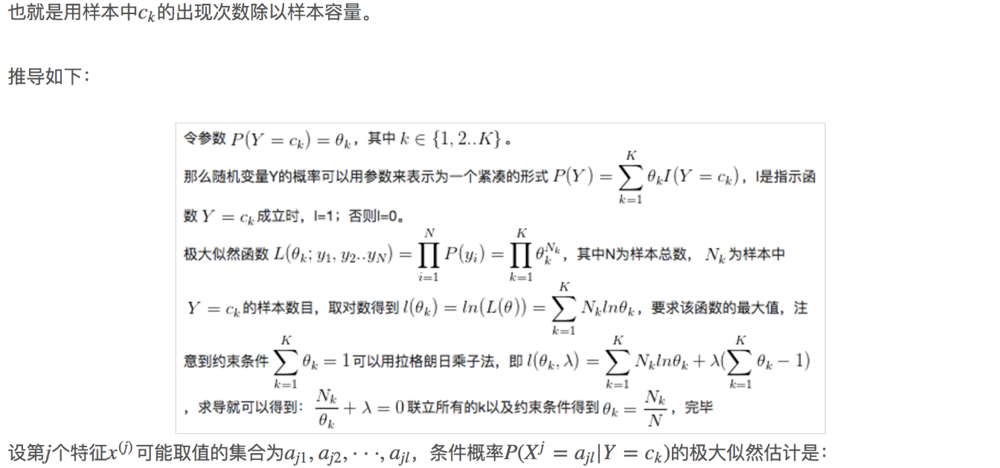 也就是用样本中$c_k$的出现次数除以样本容量。
推导如下：
令参数 $P(Y = c_k) = \theta_k$，其中 $k \in \{1, 2..K\}$ 。
那么随机变量Y的概率可以用参数来表示为一个紧凑的形式 $P(Y) = \sum_{k=1}^{K} \theta_k I(Y = c_k)$，I是指示函
数 $Y = c_k$ 成立时，I=1；否则I=0。
极大似然函数 $L(\theta_k; y_1, y_2..y_N) = \prod_{i=1}^{N} P(y_i) = \prod_{k=1}^{K} \theta_k^{N_k}$，其中N为样本总数， $N_k$ 为样本中
$Y = c_k$ 的样本数目，取对数得到 $l(\theta_k) = ln(L(\theta)) = \sum_{k=1}^{K} N_k ln\theta_k$，要求该函数的最大值，注
意到约束条件 $\sum_{k=1}^{K} \theta_k = 1$ 可以用拉格朗日乘子法，即 $l(\theta_k, \lambda) = \sum_{k=1}^{K} N_k ln\theta_k + \lambda(\sum_{k=1}^{K} \theta_k - 1)$
，求导就可以得到： $\frac{N_k}{\theta_k} + \lambda = 0$ 联立所有的k以及约束条件得到 $\theta_k = \frac{N_k}{N}$，完毕
设第$j$个特征$x^{(j)}$可能取值的集合为$a_{j1}, a_{j2}, \cdots, a_{jl}$，条件概率$P(X^j = a_{jl}|Y = c_k)$的极大似然估计是：